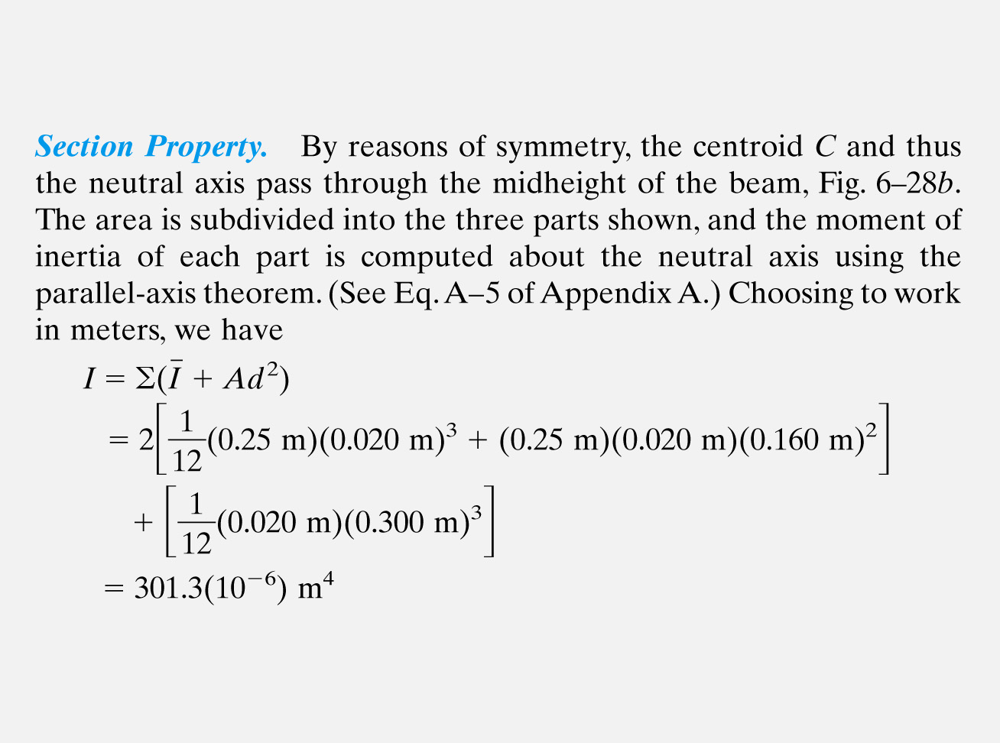 Section Property. By reasons of symmetry, the centroid C and thus
the neutral axis pass through the midheight of the beam, Fig. 6–28b.
The area is subdivided into the three parts shown, and the moment of
inertia of each part is computed about the neutral axis using the
parallel-axis theorem. (See Eq. A–5 of Appendix A.) Choosing to work
in meters, we have
I = Σ(Ī + Ad²)
= 2[1/12(0.25 m)(0.020 m)³ + (0.25 m)(0.020 m)(0.160 m)²]
+ [1/12(0.020 m)(0.300 m)³]
= 301.3(10⁻⁶) m⁴